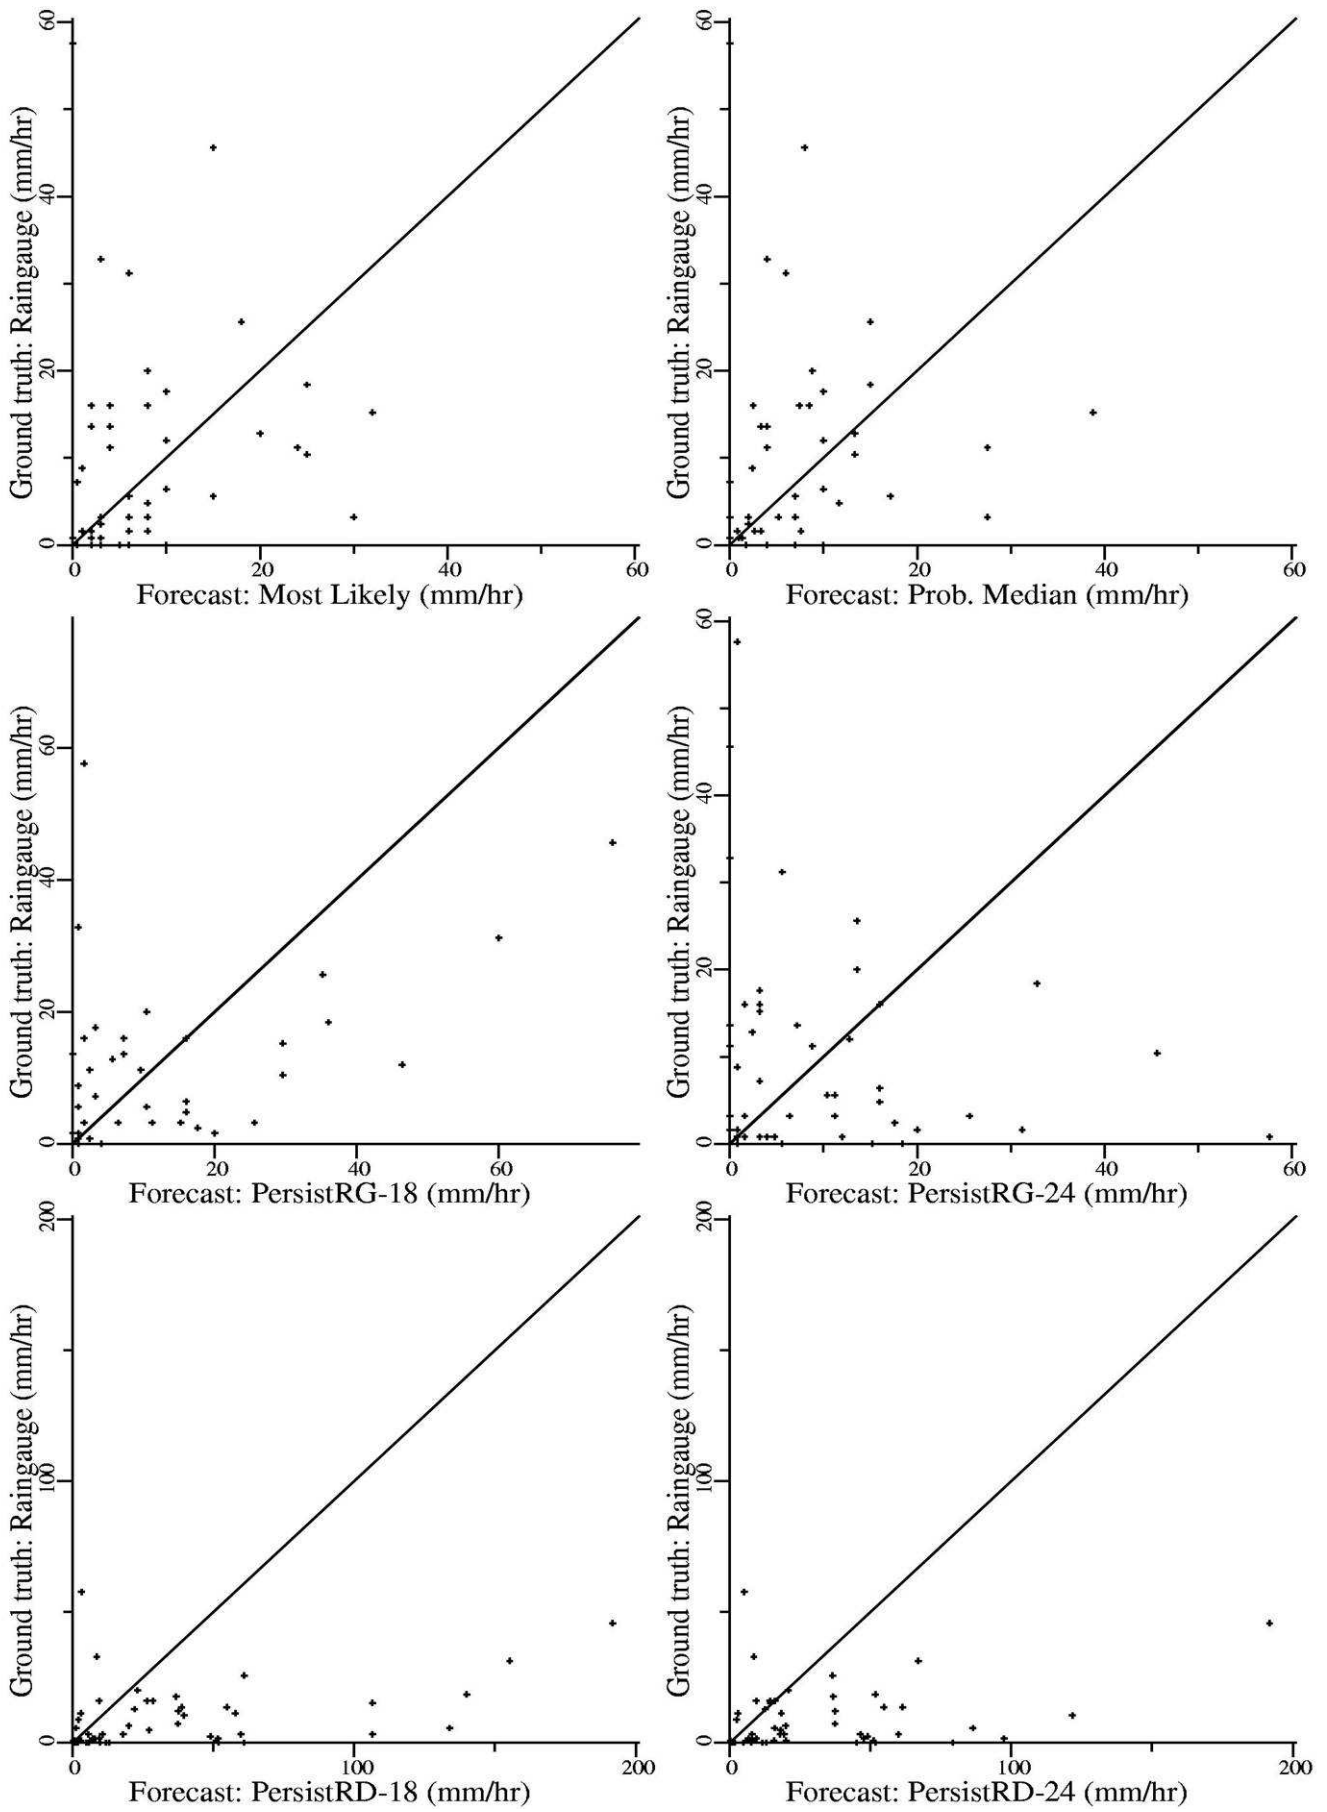 60
40
20
0
Ground truth: Raingauge (mm/hr)
0 20 40 60
Forecast: Most Likely (mm/hr)
60
40
20
0
Ground truth: Raingauge (mm/hr)
0 20 40 60
Forecast: Prob. Median (mm/hr)
60
40
20
0
Ground truth: Raingauge (mm/hr)
0 20 40 60
Forecast: PersistRG-18 (mm/hr)
60
40
20
0
Ground truth: Raingauge (mm/hr)
0 20 40 60
Forecast: PersistRG-24 (mm/hr)
200
100
0
Ground truth: Raingauge (mm/hr)
0 100 200
Forecast: PersistRD-18 (mm/hr)
200
100
0
Ground truth: Raingauge (mm/hr)
0 100 200
Forecast: PersistRD-24 (mm/hr)